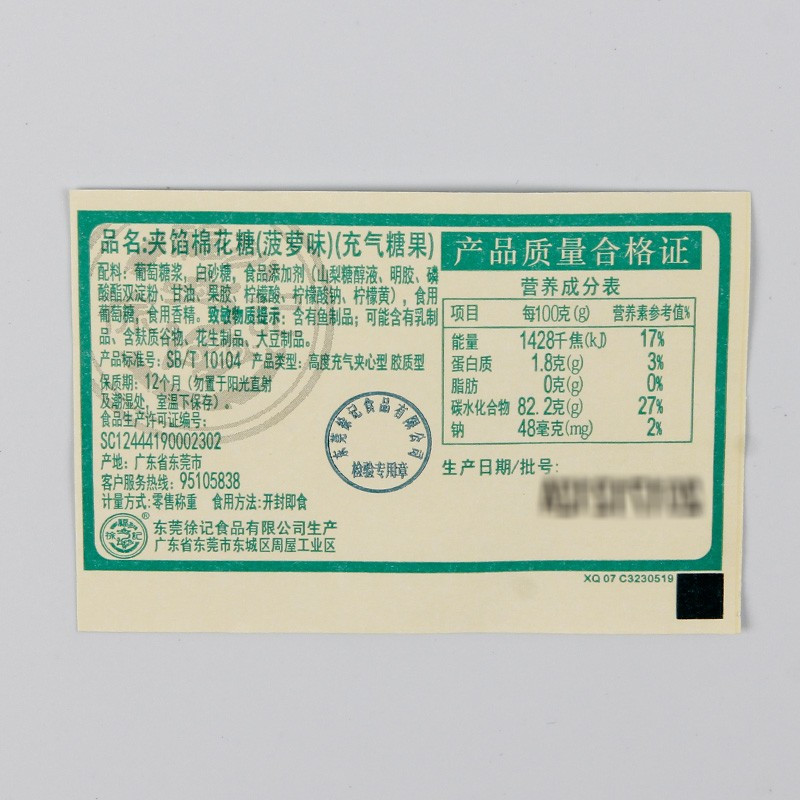 品名:夹馅棉花糖(菠萝味)(充气糖果)
配料：葡萄糖浆，白砂糖，食品添加剂（山梨糖醇液、明胶、磷
酸酯双淀粉、甘油、果胶、柠檬酸、柠檬酸钠、柠檬黄），食用
葡萄糖，食用香精。致敏物质提示：含有鱼制品；可能含有乳制
品、含麸质谷物、花生制品、大豆制品。
产品标准号：SB/T 10104 产品类型：高度充气夹心型 胶质型
保质期：12个月（勿置于阳光直射
及潮湿处，室温下保存）。
食品生产许可证编号：
SC12444190002302
产地：广东省东莞市
客户服务热线：95105838
计量方式:零售称重 食用方法:开封即食
徐福记
®
东莞徐记食品有限公司生产
广东省东莞市东城区周屋工业区
东莞徐记食品有限公司
检验专用章
产品质量合格证
营养成分表
项目 每100克(g) 营养素参考值%
能量 1428千焦(kJ) 17%
蛋白质 1.8克(g) 3%
脂肪 0克(g) 0%
碳水化合物 82.2克(g) 27%
钠 48毫克(mg) 2%
生产日期/批号：
XQ 07 C3230519